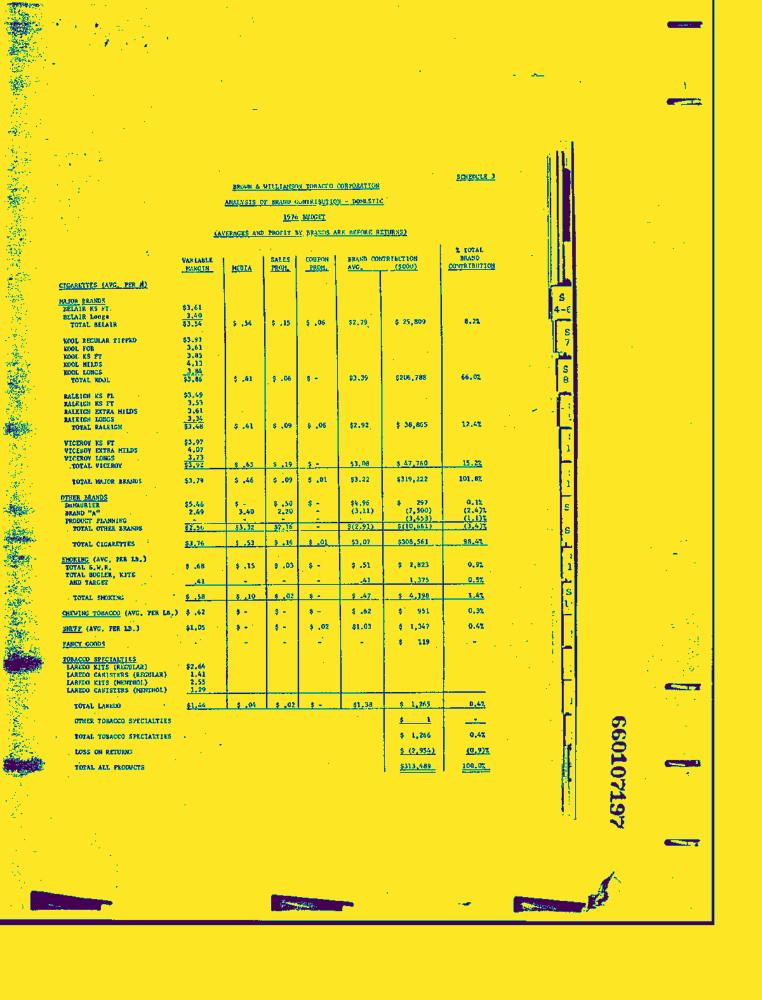 SCHEDULE 3
BROWN & WILLIAMSON TOBACCO CORPORATION
ANALYSIS OF BRAND CONTRIBUTION - DOMESTIC
1976 BUDGET
(AVERAGES AND PROFIT BY BRANDS ARE BEFORE RETURNS)
VARIABLE MARGIN MEDIA SALES PROM. COUPON PROM. BRAND CONTRIBUTION AVG. ($000) % TOTAL BRAND CONTRIBUTION
CIGARETTES (AVG. PER M)
MAJOR BRANDS
BELAIR KS FT. $3.61
BELAIR Longs 3.40
TOTAL BELAIR $3.54 $ .54 $ .15 $ .06 $2.79 $ 25,809 8.2%
KOOL REGULAR TIPPED $3.93
KOOL FOR 3.61
KOOL KS FT 3.85
KOOL MILDS 4.13
KOOL LONGS 3.84
TOTAL KOOL $3.86 $ .41 $ .06 $ - $3.39 $206,788 66.0%
RALEIGH KS PL $3.49
RALEIGH KS FT 3.53
RALEIGH EXTRA MILDS 3.61
RALEIGH LONGS 3.34
TOTAL RALEIGH $3.48 $ .41 $ .09 $ .06 $2.92 $ 38,865 12.4%
VICEROY KS FT $3.97
VICEROY EXTRA MILDS 4.07
VICEROY LONGS 3.73
TOTAL VICEROY $3.92 $ .65 $ .19 $ - $3.08 $ 47,760 15.2%
TOTAL MAJOR BRANDS $3.79 $ .46 $ .09 $ .01 $3.22 $319,222 101.8%
OTHER BRANDS
DuMAURIER $5.46 $ - $ .50 $ - $4.96 $ 297 0.1%
BRAND "A" 2.49 3.40 2.20 - (3.11) (7,500) (2.4)%
PRODUCT PLANNING - - - - - (3,458) (1.1)%
TOTAL OTHER BRANDS $2.56 $3.32 $2.16 $(2.93) $(10,661) (3.4)%
TOTAL CIGARETTES $3.76 $ .53 $ .16 $ .01 $3.07 $308,561 98.4%
SMOKING (AVG. PER LB.)
TOTAL S.W.R. $ .68 $ .15 $ .03 $ - $ .51 $ 2,823 0.9%
TOTAL BUGLER, KITE
AND TARGET .41 - - - .41 1,375 0.5%
TOTAL SMOKING $ .58 $ .10 $ .02 $ - $ .47 $ 4,198 1.4%
CHEWING TOBACCO (AVG. PER LB.) $ .62 $ - $ - $ - $ .62 $ 951 0.3%
SNUFF (AVG. PER LB.) $1.05 $ - $ - $ .02 $1.03 $ 1,347 0.4%
FANCY GOODS - - - - - $ 119 -
TOBACCO SPECIALTIES
LAREDO KITS (REGULAR) $2.64
LAREDO CANISTERS (REGULAR) 1.41
LAREDO KITS (MENTHOL) 2.55
LAREDO CANISTERS (MENTHOL) 1.29
TOTAL LAREDO $1.44 $ .04 $ .02 $ - $1.38 $ 1,265 0.4%
OTHER TOBACCO SPECIALTIES $ 1 -
TOTAL TOBACCO SPECIALTIES $ 1,266 0.4%
LOSS ON RETURNS $ (2,954) (0.9)%
TOTAL ALL PRODUCTS $313,488 100.0%
S
4-6
S
7
S
8
660107197